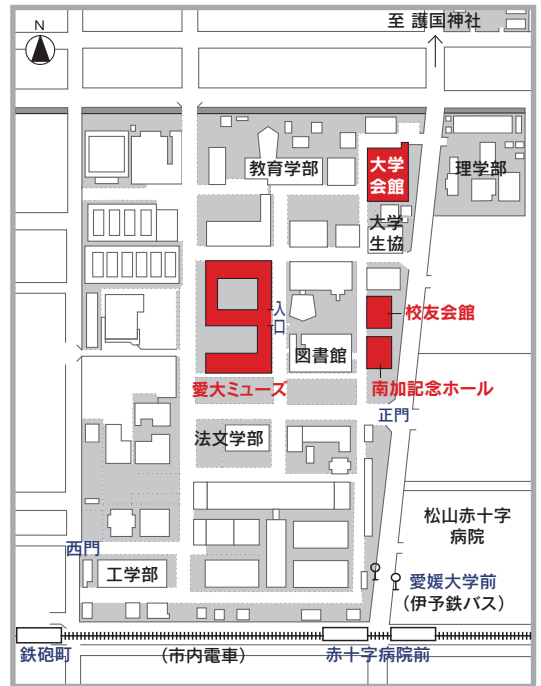 至 護国神社
N
教育学部
大学
会館
理学部
大学
生協
入
口
校友会館
図書館
愛大ミューズ
南加記念ホール
正門
法文学部
松山赤十字
病院
西門
工学部
愛媛大学前
(伊予鉄バス)
鉄砲町
(市内電車)
赤十字病院前